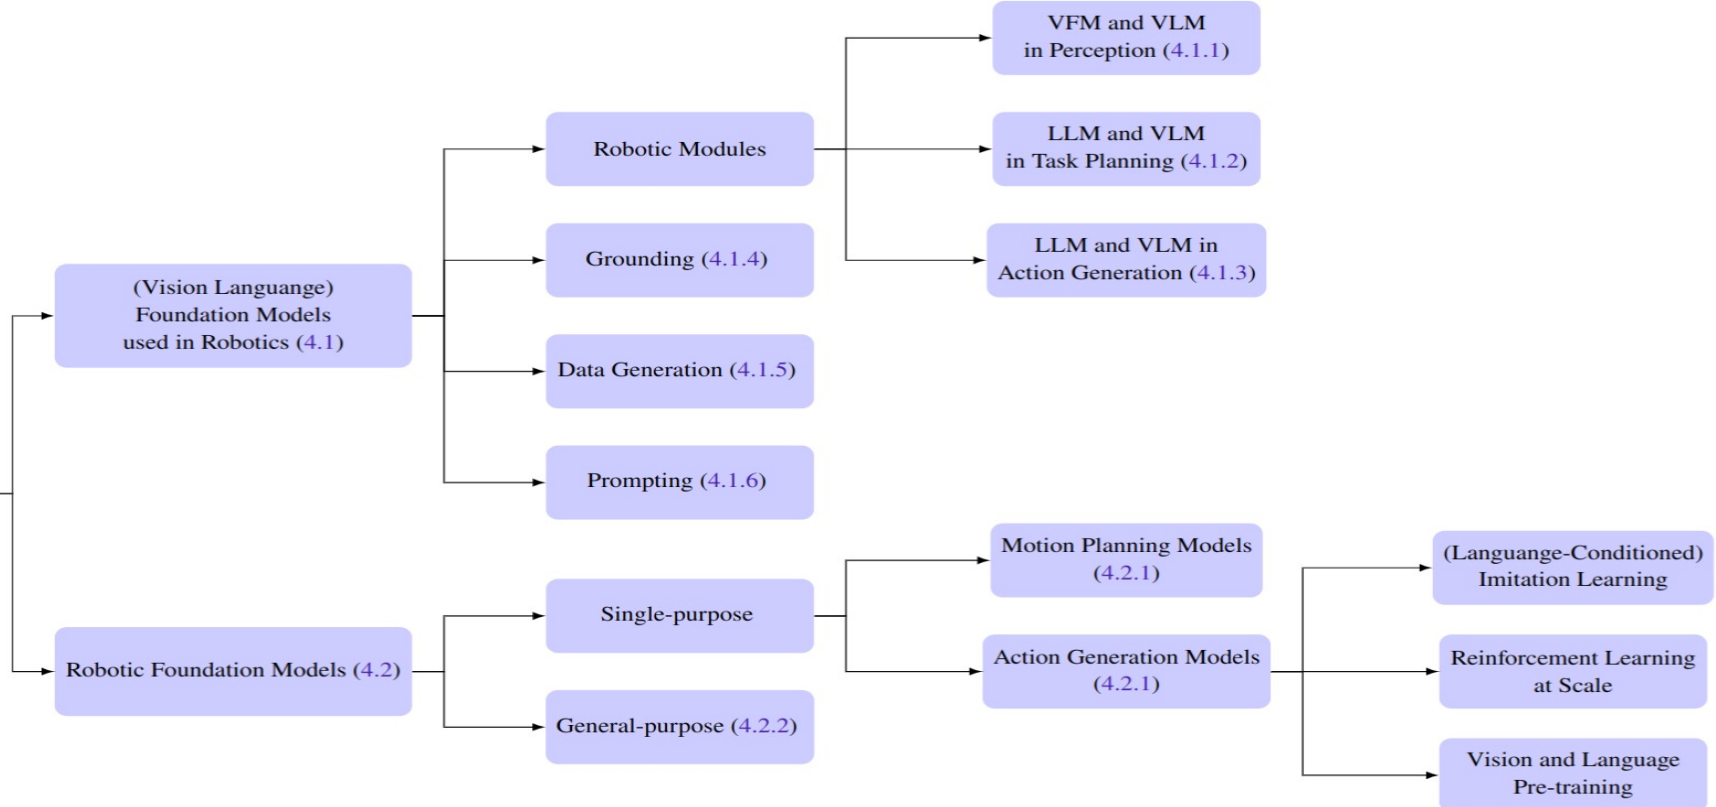 VFM and VLM
in Perception (4.1.1)
Robotic Modules
LLM and VLM
in Task Planning (4.1.2)
LLM and VLM in
Action Generation (4.1.3)
(Vision Languange)
Foundation Models
used in Robotics (4.1)
Grounding (4.1.4)
Data Generation (4.1.5)
Prompting (4.1.6)
Robotic Foundation Models (4.2)
Single-purpose
General-purpose (4.2.2)
Motion Planning Models
(4.2.1)
Action Generation Models
(4.2.1)
(Languange-Conditioned)
Imitation Learning
Reinforcement Learning
at Scale
Vision and Language
Pre-training